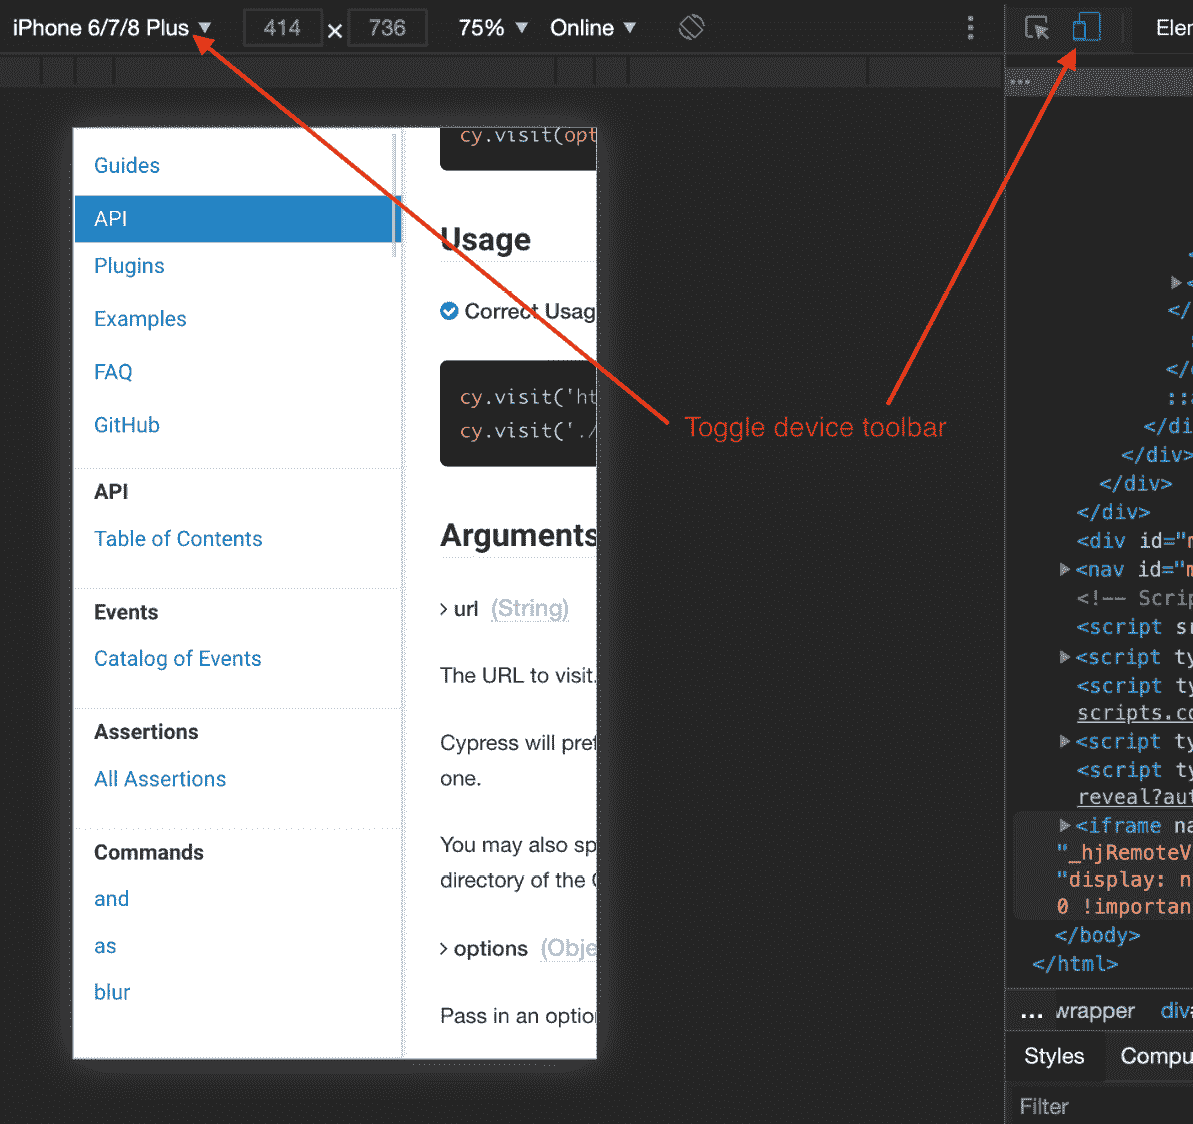 iPhone 6/7/8 Plus ▼ 414 × 736 75% ▼ Online ▼
Guides
API
Plugins
Examples
FAQ
GitHub
API
Table of Contents
Events
Catalog of Events
Assertions
All Assertions
Commands
and
as
blur
cy.visit(opt
Usage
Correct Usag
cy.visit('ht
cy.visit('./
Arguments
› url (String)
The URL to visit.
Cypress will pref
one.
You may also sp
directory of the
› options (Obje
Pass in an optio
Toggle device toolbar
Eler
...
<
▶<
</
</
::
</di
</div>
</div>
</div>
<div id="m
▶<nav id="m
<!-- Scrip
<script sr
▶<script ty
<script ty
scripts.co
▶<script ty
<script ty
reveal?aut
▶<iframe na
"_hjRemoteV
"display: n
0 !importan
</body>
</html>
... wrapper div#
Styles Compu
Filter